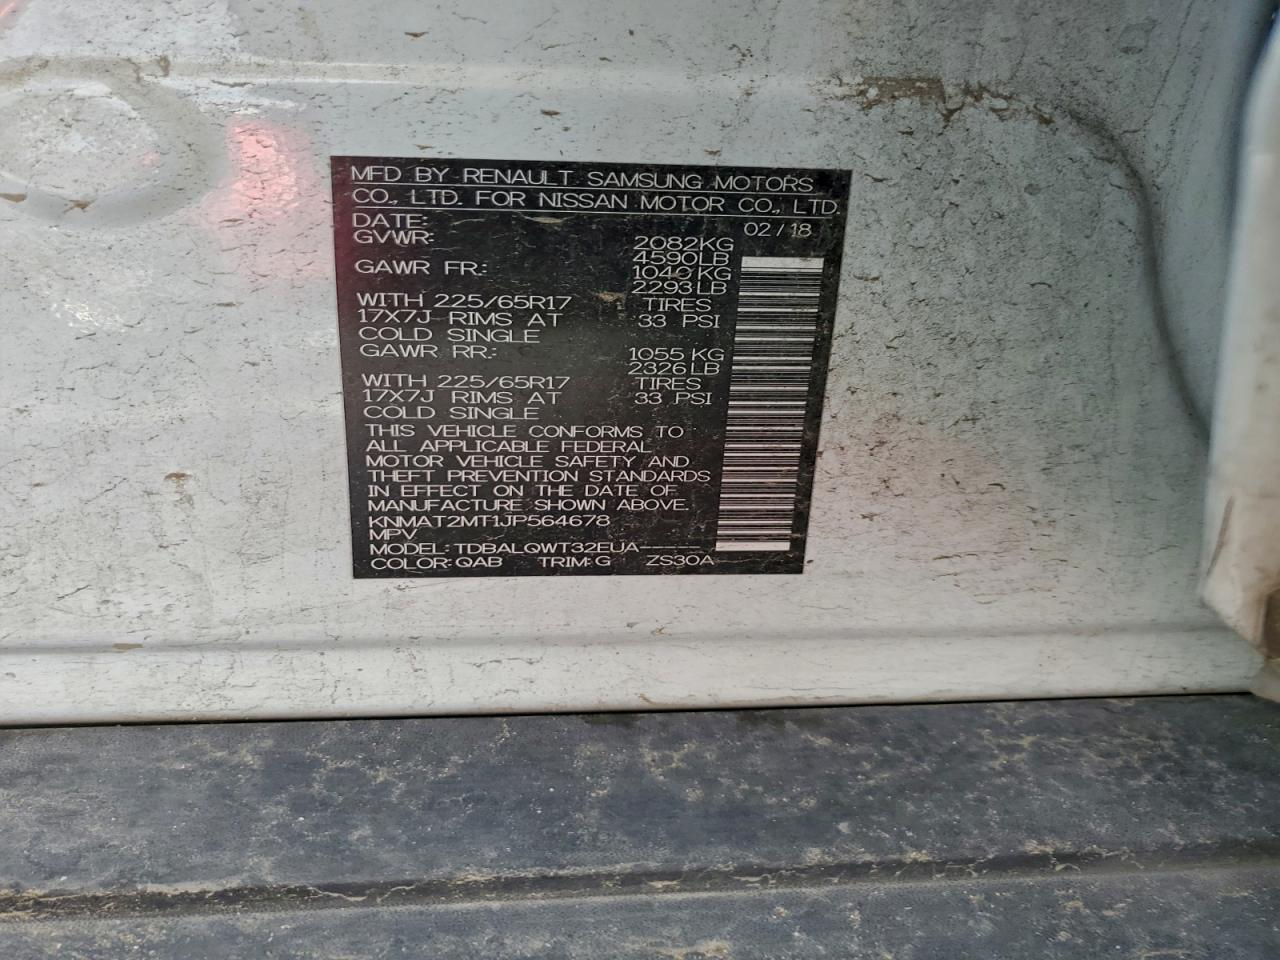 MFD BY RENAULT SAMSUNG MOTORS
CO., LTD. FOR NISSAN MOTOR CO., LTD.
DATE: 02/18
GVWR: 2082KG
4590LB
GAWR FR.: 1040KG
2293LB
WITH 225/65R17 TIRES
17X7J RIMS AT 33 PSI
COLD SINGLE
GAWR RR.: 1055KG
2326LB
WITH 225/65R17 TIRES
17X7J RIMS AT 33 PSI
COLD SINGLE
THIS VEHICLE CONFORMS TO
ALL APPLICABLE FEDERAL
MOTOR VEHICLE SAFETY AND
THEFT PREVENTION STANDARDS
IN EFFECT ON THE DATE OF
MANUFACTURE SHOWN ABOVE.
KNMAT2MT1JP564678
MPV
MODEL: TDBALQWT32EUA-----
COLOR: QAB TRIM: G ZS30A